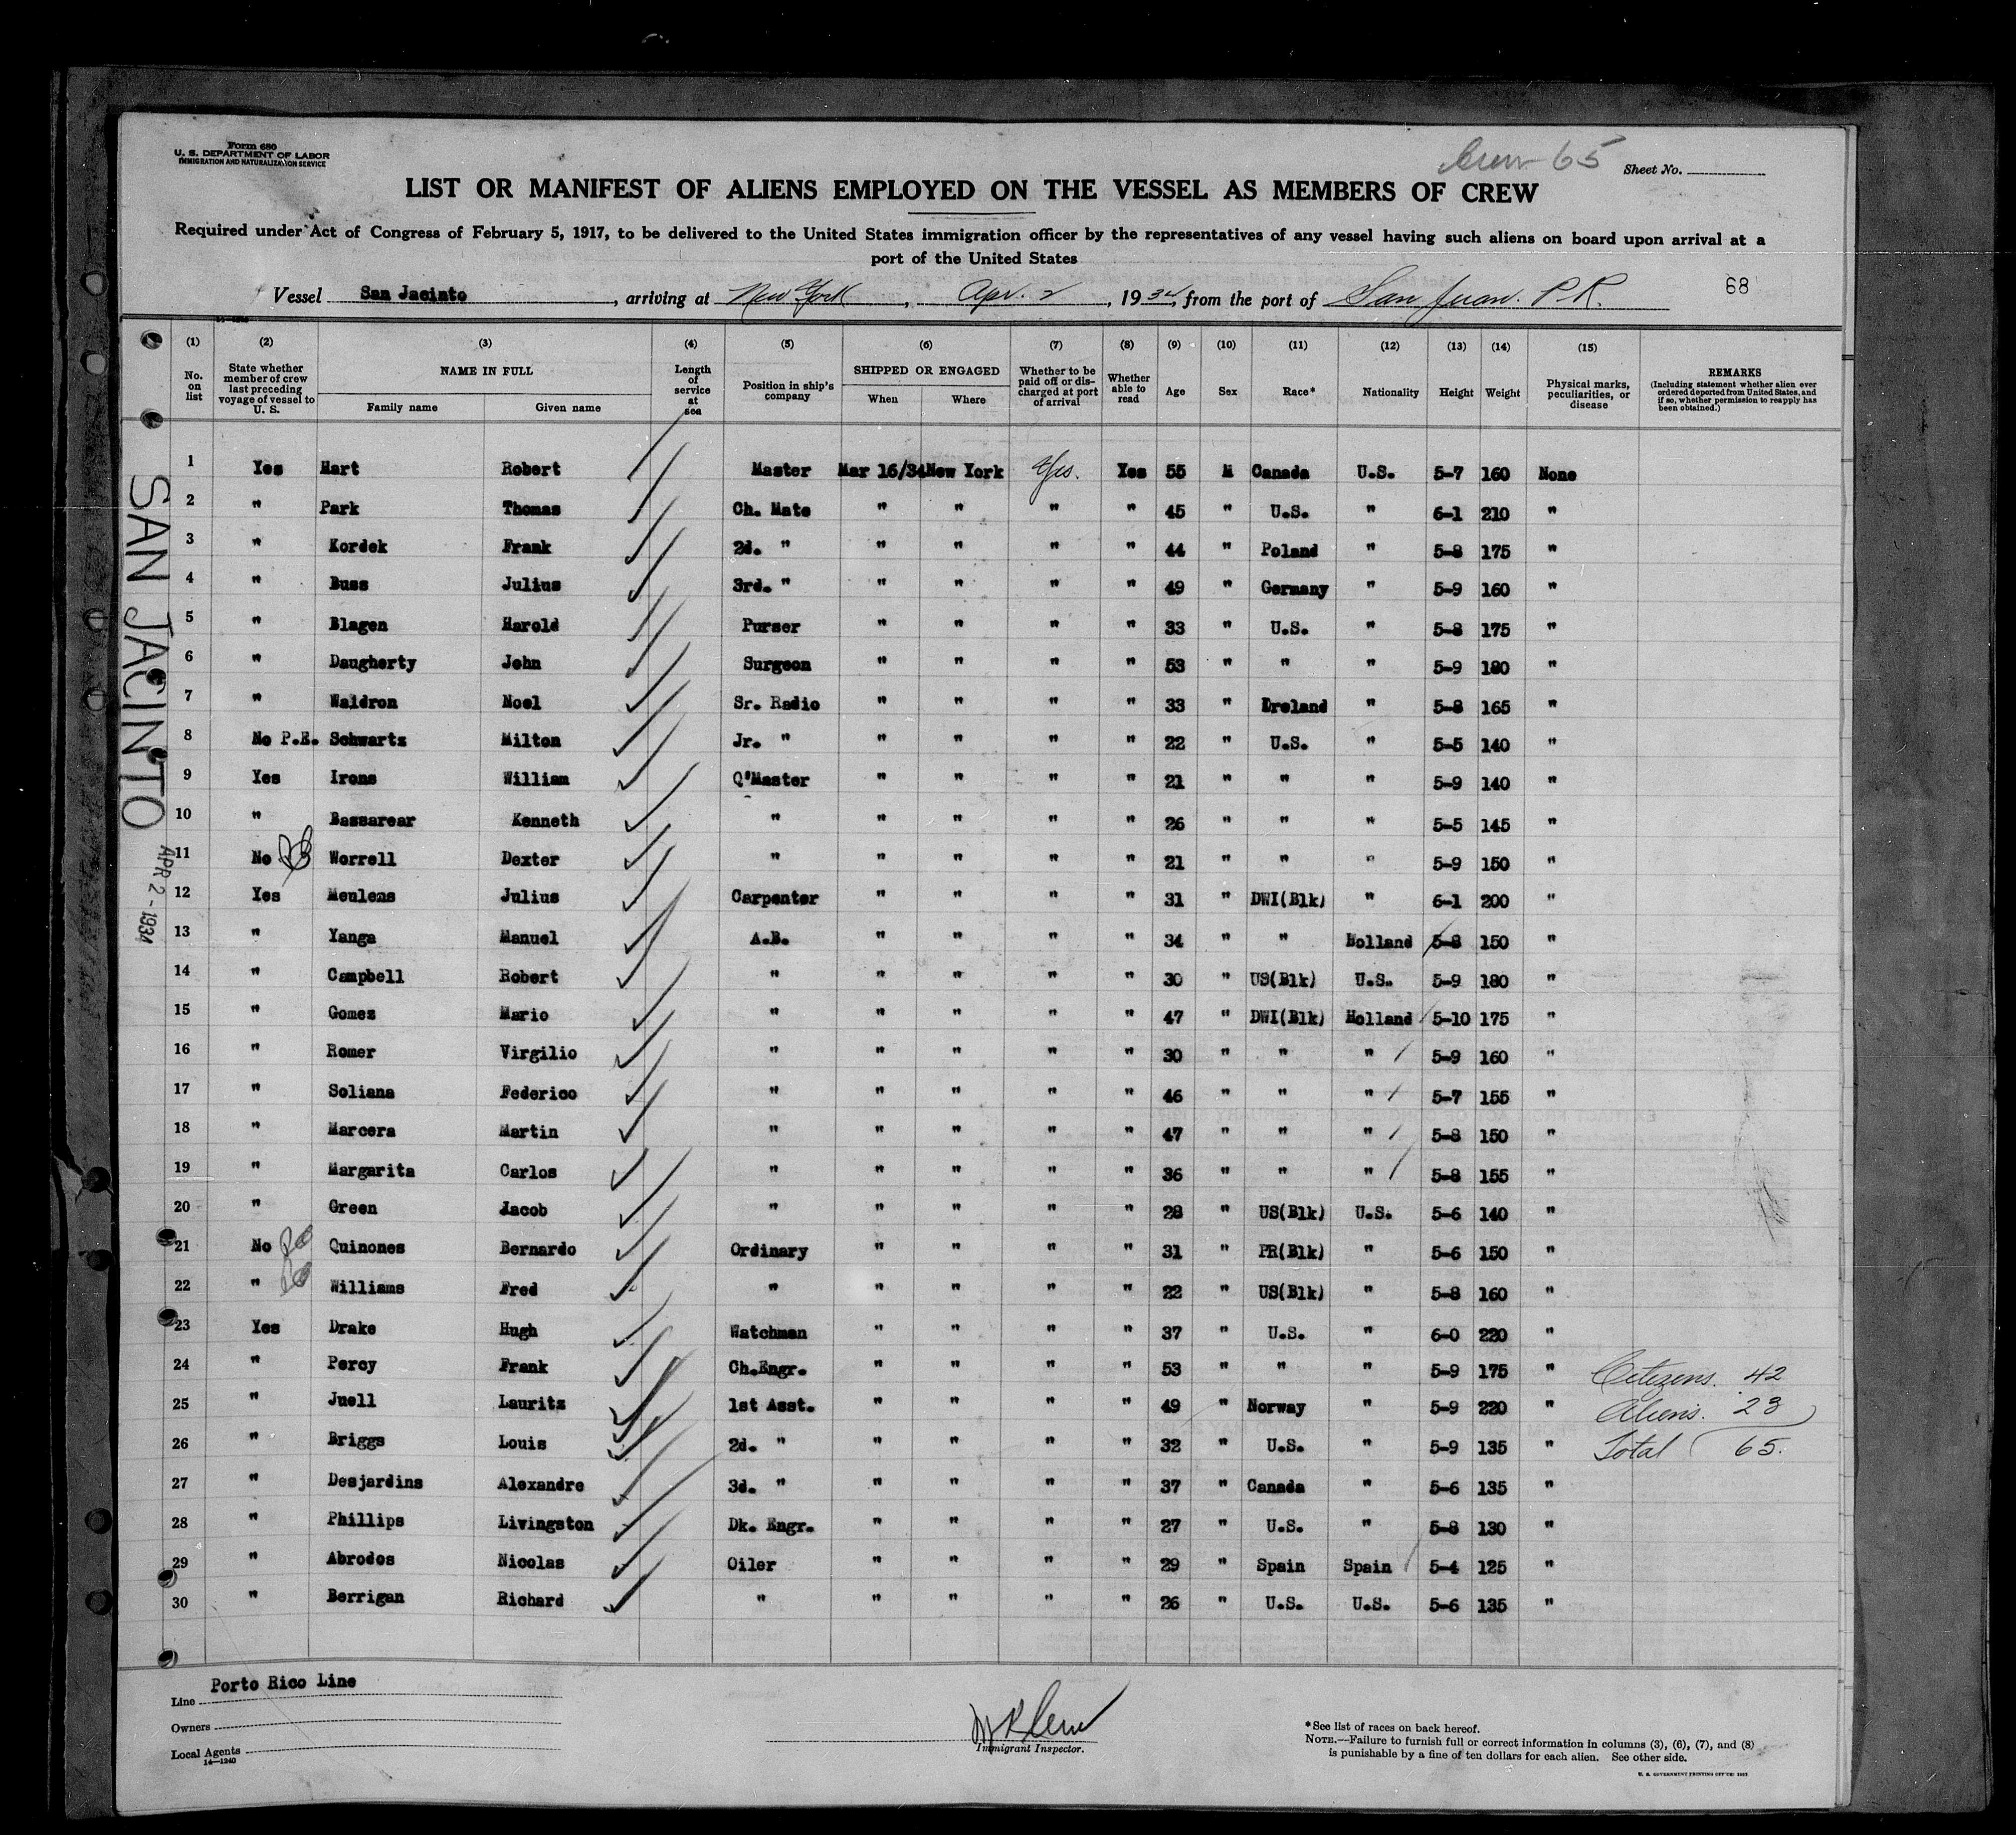 Form 680
U. S. DEPARTMENT OF LABOR
IMMIGRATION AND NATURALIZATION SERVICE
Crew 65
Sheet No.
LIST OR MANIFEST OF ALIENS EMPLOYED ON THE VESSEL AS MEMBERS OF CREW
Required under Act of Congress of February 5, 1917, to be delivered to the United States immigration officer by the representatives of any vessel having such aliens on board upon arrival at a
port of the United States
Vessel San Jacinto, arriving at New York, Apr. 2, 1934, from the port of San Juan. P.R. 68
(1) (2) (3) (4) (5) (6) (7) (8) (9) (10) (11) (12) (13) (14) (15)
No. on list | State whether member of crew last preceding voyage of vessel to U. S. | NAME IN FULL | Family name | Given name | Length of service at sea | Position in ship's company | SHIPPED OR ENGAGED | When | Where | Whether to be paid off or discharged at port of arrival | Whether able to read | Age | Sex | Race* | Nationality | Height | Weight | Physical marks, peculiarities, or disease | REMARKS (Including statement whether alien ever ordered deported from United States, and if so, whether permission to reapply has been obtained.)
1 Yes Hart Robert Master Mar 16/34 New York Yes. Yes 55 M Canada U.S. 5-7 160 None
2 " Park Thomas Ch. Mate " " " " 45 " U.S. " 6-1 210 "
3 " Kordek Frank 2d. " " " " " 44 " Poland " 5-8 175 "
4 " Buss Julius 3rd. " " " " " 49 " Germany " 5-9 160 "
5 " Blagen Harold Purser " " " " 33 " U.S. " 5-8 175 "
6 " Daugherty John Surgeon " " " " 53 " " " 5-9 180 "
7 " Waldron Noel Sr. Radio " " " " 33 " Ireland " 5-8 165 "
8 No P.E. Schwartz Milton Jr. " " " " " 22 " U.S. " 5-5 140 "
9 Yes Irons William Q'Master " " " " 21 " " " 5-9 140 "
10 " Bassarear Kenneth " " " " " 26 " " " 5-5 145 "
11 No Worrell Dexter " " " " " 21 " " " 5-9 150 "
12 Yes Meulens Julius Carpenter " " " " 31 " DWI(Blk) " 6-1 200 "
13 " Yanga Manuel A.B. " " " " 34 " " Holland 5-8 150 "
14 " Campbell Robert " " " " " 30 " US(Blk) U.S. 5-9 180 "
15 " Gomez Mario " " " " " 47 " DWI(Blk) Holland 5-10 175 "
16 " Romer Virgilio " " " " " 30 " " " 5-9 160 "
17 " Soliana Federico " " " " " 46 " " " 5-7 155 "
18 " Marcera Martin " " " " " 47 " " " 5-8 150 "
19 " Margarita Carlos " " " " " 36 " " " 5-8 155 "
20 " Green Jacob " " " " " 28 " US(Blk) U.S. 5-6 140 "
21 No Quinones Bernardo Ordinary " " " " 31 " PR(Blk) " 5-6 150 "
22 " Williams Fred " " " " " 22 " US(Blk) " 5-8 160 "
23 Yes Drake Hugh Watchman " " " " 37 " U.S. " 6-0 220 "
24 " Percy Frank Ch.Engr. " " " " 53 " " " 5-9 175 " Citizens. 42
25 " Juell Lauritz 1st Asst. " " " " 49 " Norway " 5-9 220 " Aliens. 23
26 " Briggs Louis 2d. " " " " " 32 " U.S. " 5-9 135 " Total 65.
27 " Desjardins Alexandre 3d. " " " " " 37 " Canada " 5-6 135 "
28 " Phillips Livingston Dk. Engr. " " " " 27 " U.S. " 5-8 130 "
29 " Abrodos Nicolas Oiler " " " " 29 " Spain Spain 5-4 125 "
30 " Berrigan Richard " " " " " 26 " U.S. U.S. 5-6 135 "
SAN JACINTO
APR 2 - 1934
Line Porto Rico Line
Owners
Local Agents
14—1240
Immigrant Inspector.
*See list of races on back hereof.
NOTE.—Failure to furnish full or correct information in columns (3), (6), (7), and (8)
is punishable by a fine of ten dollars for each alien. See other side.